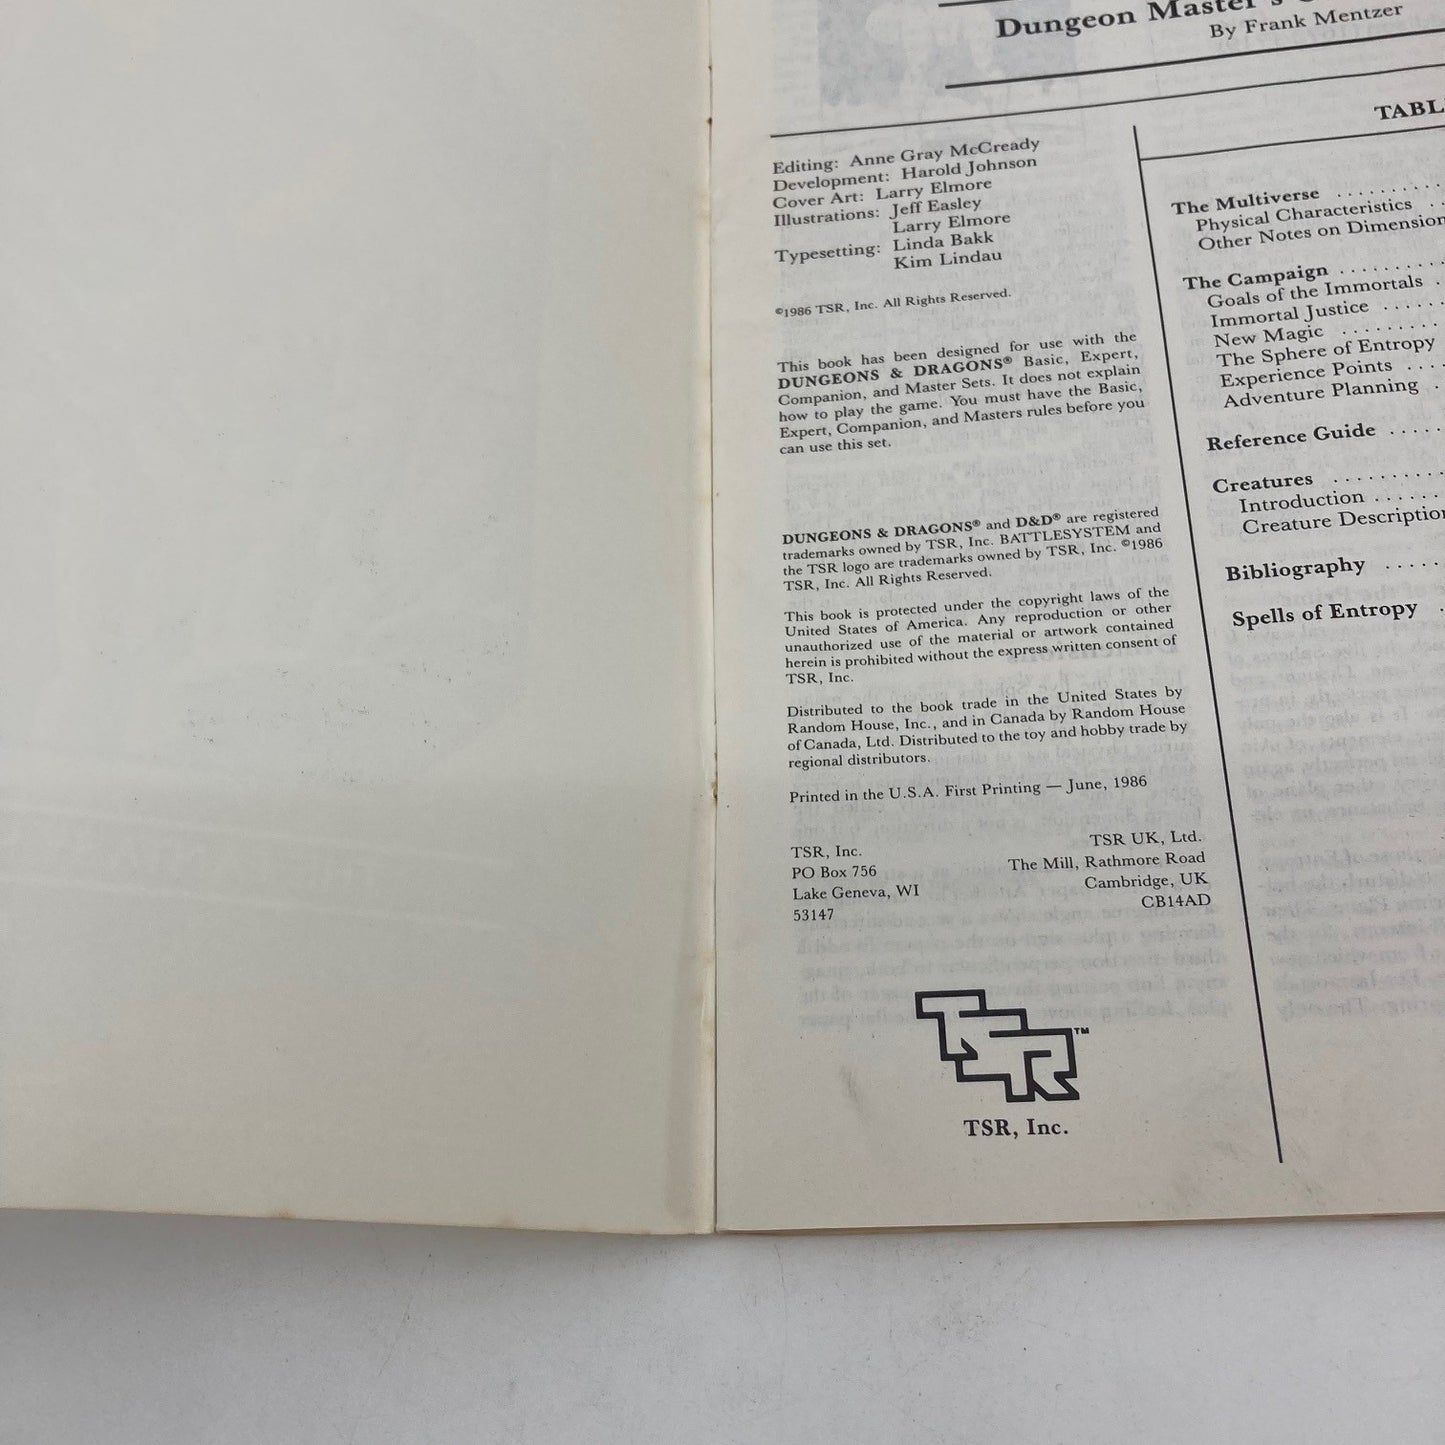 Dungeon Master's
By Frank Mentzer
Editing: Anne Gray McCready
Development: Harold Johnson
Cover Art: Larry Elmore
Illustrations: Jeff Easley
Larry Elmore
Typesetting: Linda Bakk
Kim Lindau
©1986 TSR, Inc. All Rights Reserved.
This book has been designed for use with the
DUNGEONS & DRAGONS® Basic, Expert,
Companion, and Master Sets. It does not explain
how to play the game. You must have the Basic,
Expert, Companion, and Masters rules before you
can use this set.
DUNGEONS & DRAGONS® and D&D® are registered
trademarks owned by TSR, Inc. BATTLESYSTEM and
the TSR logo are trademarks owned by TSR, Inc. ©1986
TSR, Inc. All Rights Reserved.
This book is protected under the copyright laws of the
United States of America. Any reproduction or other
unauthorized use of the material or artwork contained
herein is prohibited without the express written consent of
TSR, Inc.
Distributed to the book trade in the United States by
Random House, Inc., and in Canada by Random House
of Canada, Ltd. Distributed to the toy and hobby trade by
regional distributors.
Printed in the U.S.A. First Printing — June, 1986
TSR, Inc.
PO Box 756
Lake Geneva, WI
53147
TSR UK, Ltd.
The Mill, Rathmore Road
Cambridge, UK
CB14AD
TSR™
TSR, Inc.
TABL
The Multiverse . . . . . . . . . .
Physical Characteristics . .
Other Notes on Dimension
The Campaign . . . . . . . . . .
Goals of the Immortals .
Immortal Justice . . . . . .
New Magic . . . . . . . . . .
The Sphere of Entropy
Experience Points . . . .
Adventure Planning .
Reference Guide . . . . .
Creatures . . . . . . . . . . .
Introduction . . . . . . .
Creature Description
Bibliography . . . . .
Spells of Entropy .